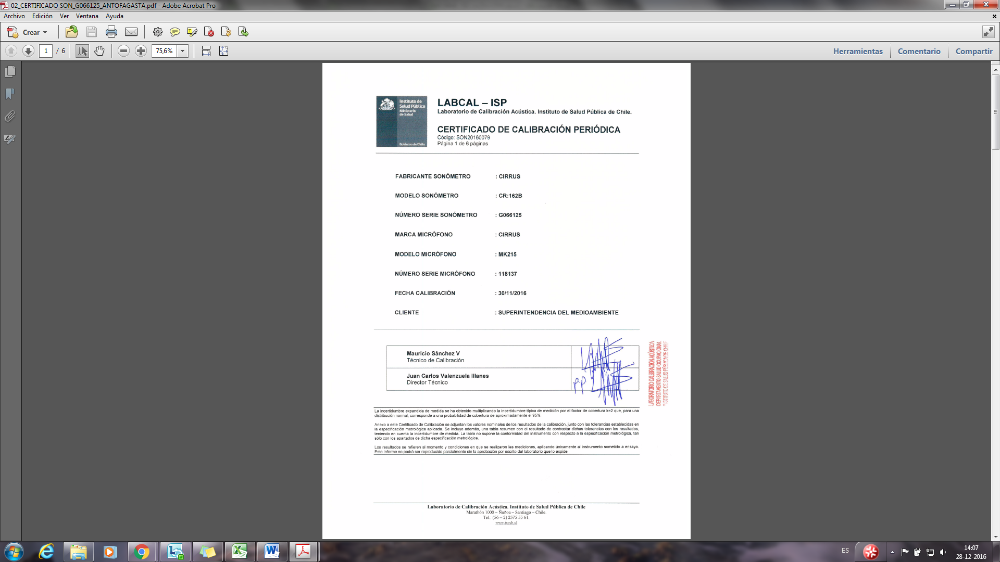 02_CERTIFICADO SON_G066125_ANTOFAGASTA.pdf - Adobe Acrobat Pro
Archivo Edición Ver Ventana Ayuda
Crear
1 / 6 75,6% Herramientas Comentario Compartir
Instituto de
Salud Pública
Ministerio
de Salud
Gobierno de Chile
LABCAL – ISP
Laboratorio de Calibración Acústica. Instituto de Salud Pública de Chile.
CERTIFICADO DE CALIBRACIÓN PERIÓDICA
Código: SON20160079
Página 1 de 6 páginas
FABRICANTE SONÓMETRO : CIRRUS
MODELO SONÓMETRO : CR:162B
NÚMERO SERIE SONÓMETRO : G066125
MARCA MICRÓFONO : CIRRUS
MODELO MICRÓFONO : MK215
NÚMERO SERIE MICRÓFONO : 118137
FECHA CALIBRACIÓN : 30/11/2016
CLIENTE : SUPERINTENDENCIA DEL MEDIOAMBIENTE
Mauricio Sánchez V
Técnico de Calibración
Juan Carlos Valenzuela Illanes
Director Técnico
PP
LABORATORIO CALIBRACION ACÚSTICA
DEPARTAMENTO SALUD OCUPACIONAL
INSTITUTO DE SALUD PÚBLICA DE CHILE
La incertidumbre expandida de medida se ha obtenido multiplicando la incertidumbre típica de medición por el factor de cobertura k=2 que, para una
distribución normal, corresponde a una probabilidad de cobertura de aproximadamente el 95%.
Anexo a este Certificado de Calibración se adjuntan los valores nominales de los resultados de la calibración, junto con las tolerancias establecidas en
la especificación metrológica aplicada. Se incluye además, una tabla resumen con el resultado de contrastar dichas tolerancias con los resultados,
teniendo en cuenta la incertidumbre de medida. La tabla no supone la conformidad del instrumento con respecto a la especificación metrológica, tan
sólo con los apartados de dicha especificación metrológica.
Los resultados se refieren al momento y condiciones en que se realizaron las mediciones, aplicando únicamente al instrumento sometido a ensayo.
Este informe no podrá ser reproducido parcialmente sin la aprobación por escrito del laboratorio que lo expide.
Laboratorio de Calibración Acústica. Instituto de Salud Pública de Chile
Marathón 1000 – Ñuñoa – Santiago – Chile.
Tel.: (56 – 2) 2575 55 61.
www.ispch.cl
ES
14:07
28-12-2016